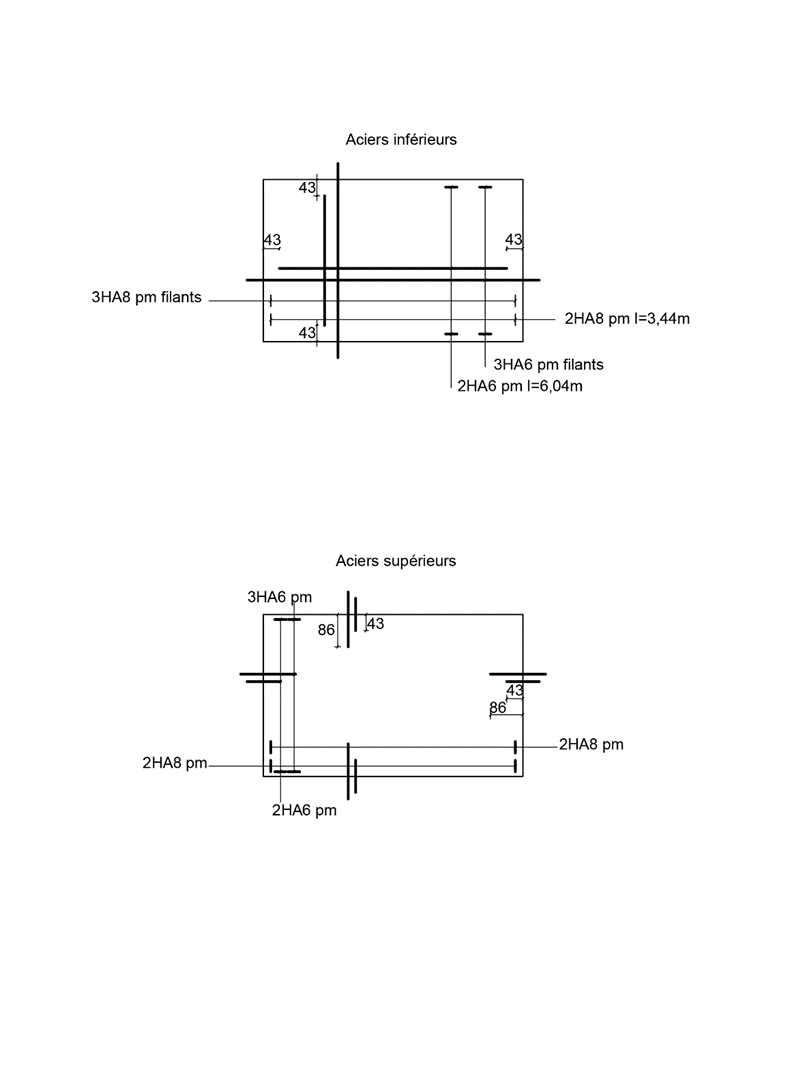 Aciers inférieurs
43
43
43
3HA8 pm filants
2HA8 pm l=3,44m
43
3HA6 pm filants
2HA6 pm l=6,04m
Aciers supérieurs
3HA6 pm
86
43
43
86
2HA8 pm
2HA8 pm
2HA6 pm